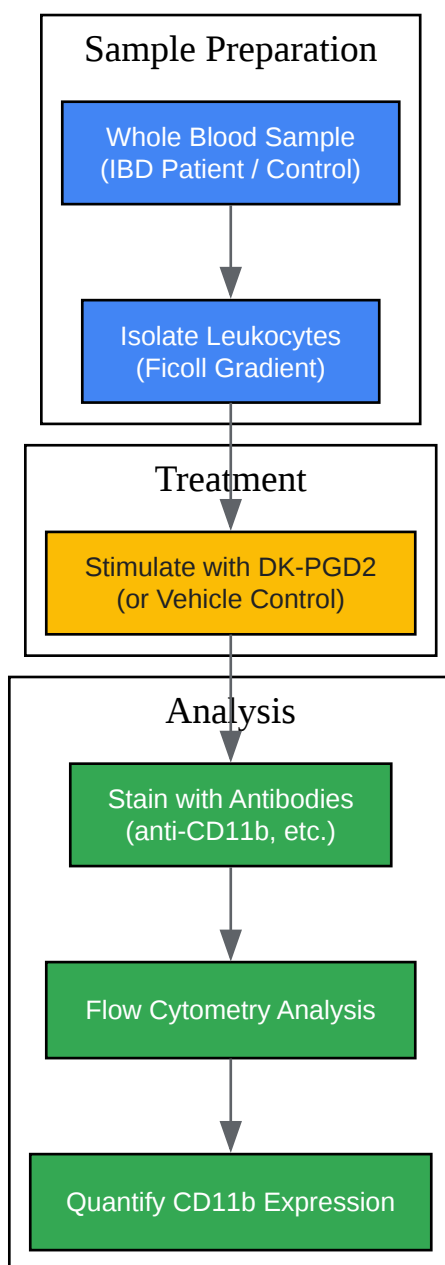 Sample Preparation
Whole Blood Sample
(IBD Patient / Control)
Isolate Leukocytes
(Ficoll Gradient)
Treatment
Stimulate with DK-PGD2
(or Vehicle Control)
Analysis
Stain with Antibodies
(anti-CD11b, etc.)
Flow Cytometry Analysis
Quantify CD11b Expression